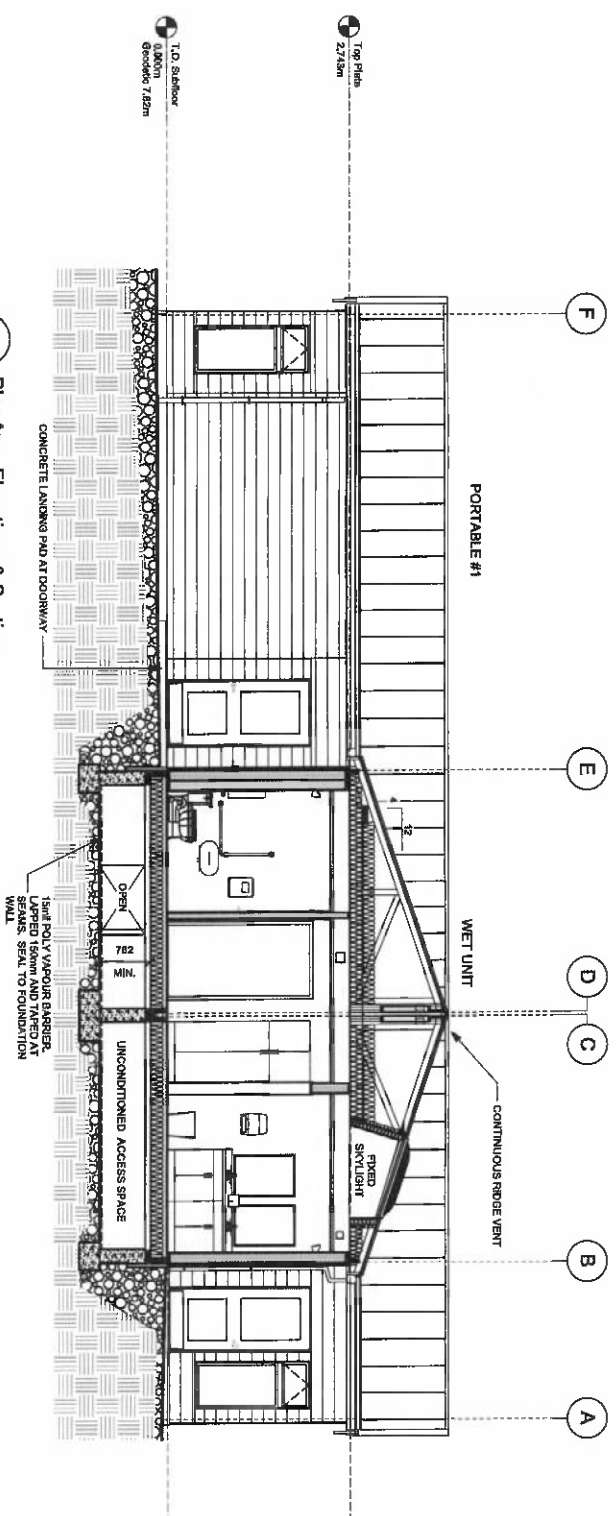 F
E
D
C
B
A
PORTABLE #1
WET UNIT
CONTINUOUS RIDGE VENT
12
FIXED
SKYLIGHT
Top Plate
2.743m
T.O. Subfloor
0.000m
Geodetic 7.82m
OPEN
762
MIN.
UNCONDITIONED ACCESS SPACE
CONCRETE LANDING PAD AT DOORWAY
15mil POLY VAPOUR BARRIER.
LAPPED 150mm AND TAPED AT
SEAMS. SEAL TO FOUNDATION
WALL